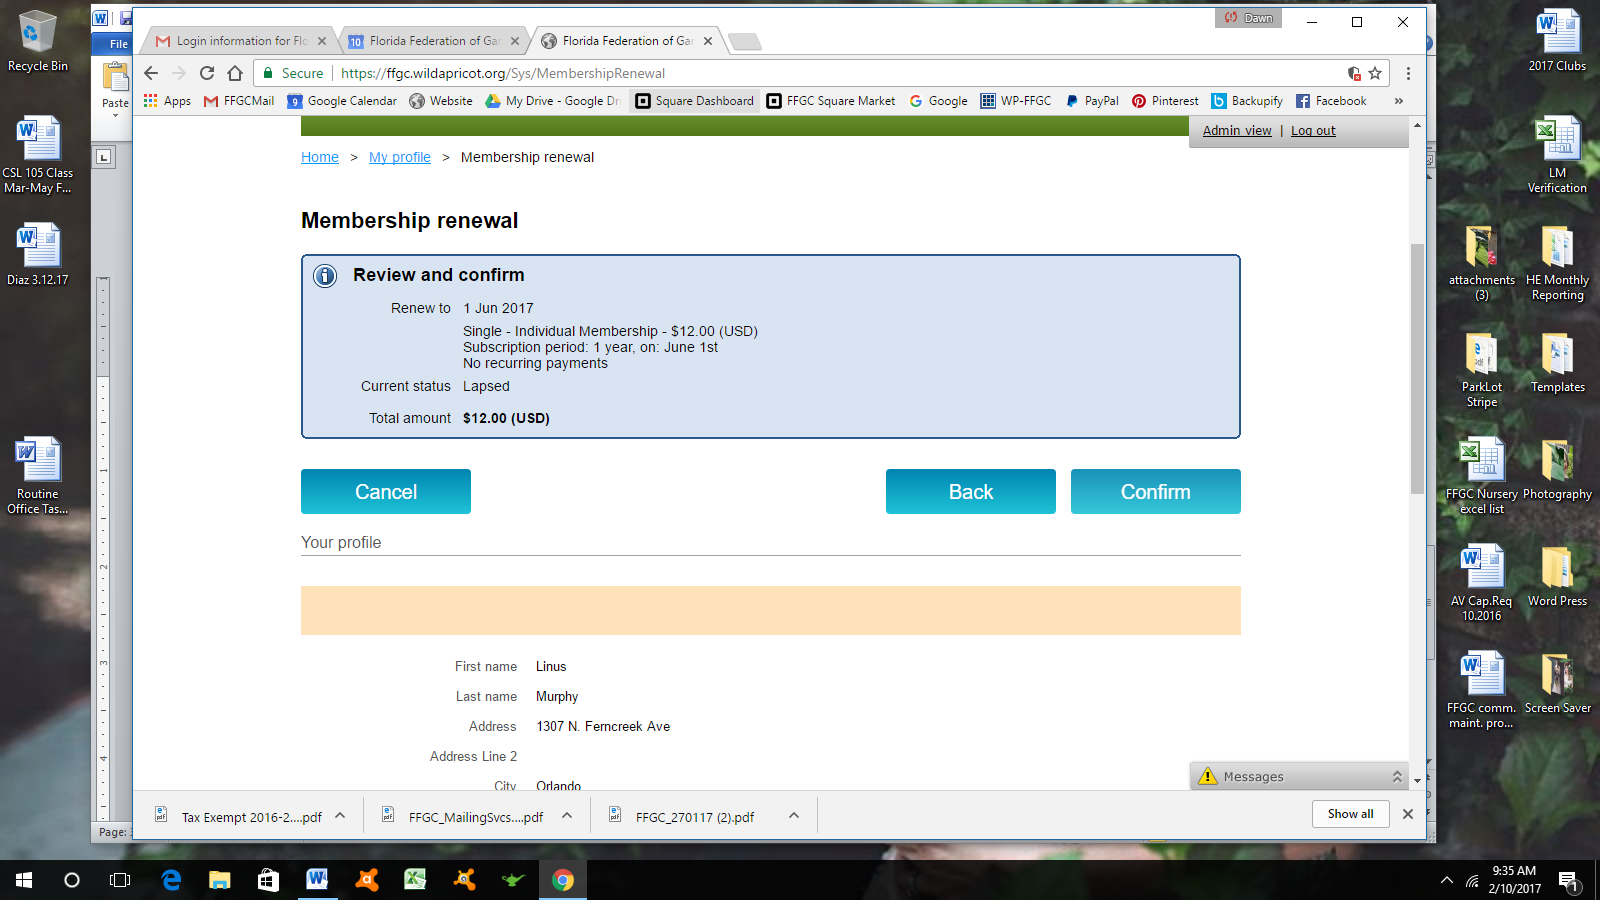 Recycle Bin
CSL 105 Class
Mar-May F...
Diaz 3.12.17
Routine
Office Tas...
File
Paste
Page:
Dawn
Login information for Flo
10
Florida Federation of Gar
Florida Federation of Gar
Secure
https://ffgc.wildapricot.org/Sys/MembershipRenewal
Apps
FFGCMail
9
Google Calendar
Website
My Drive - Google Dri
Square Dashboard
FFGC Square Market
Google
WP-FFGC
PayPal
Pinterest
Backupify
Facebook
»
Admin view | Log out
Home > My profile > Membership renewal
Membership renewal
Review and confirm
Renew to 1 Jun 2017
Single - Individual Membership - $12.00 (USD)
Subscription period: 1 year, on: June 1st
No recurring payments
Current status Lapsed
Total amount $12.00 (USD)
Cancel
Back
Confirm
Your profile
First name Linus
Last name Murphy
Address 1307 N. Ferncreek Ave
Address Line 2
City Orlando
Messages
Tax Exempt 2016-2....pdf
FFGC_MailingSvcs....pdf
FFGC_270117 (2).pdf
Show all
2017 Clubs
LM
Verification
attachments
(3)
HE Monthly
Reporting
ParkLot
Stripe
Templates
FFGC Nursery
excel list
Photography
AV Cap.Req
10.2016
Word Press
FFGC comm.
maint. pro...
Screen Saver
9:35 AM
2/10/2017
1